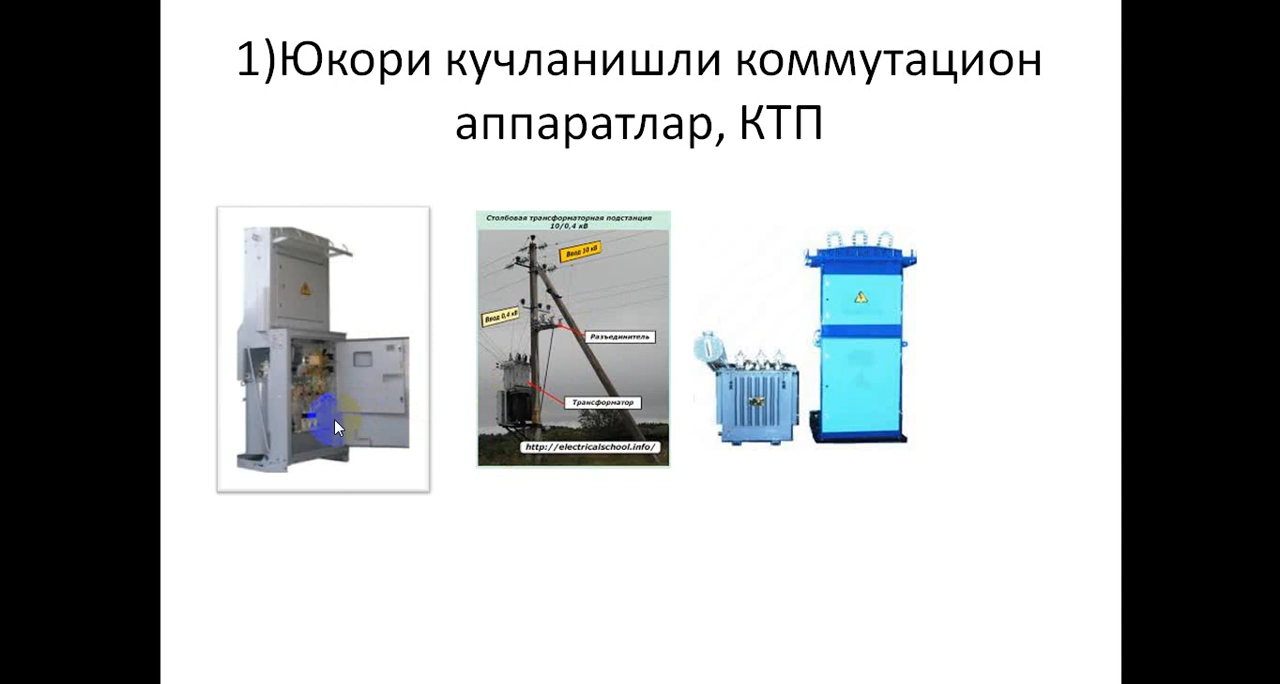 1)Юкори кучланишли коммутацион
аппаратлар, КТП
Столбовая трансформаторная подстанция
10/0,4 кВ
Ввод 10 кВ
Ввод 0,4 кВ
Разъединитель
Трансформатор
http://electricalschool.info/